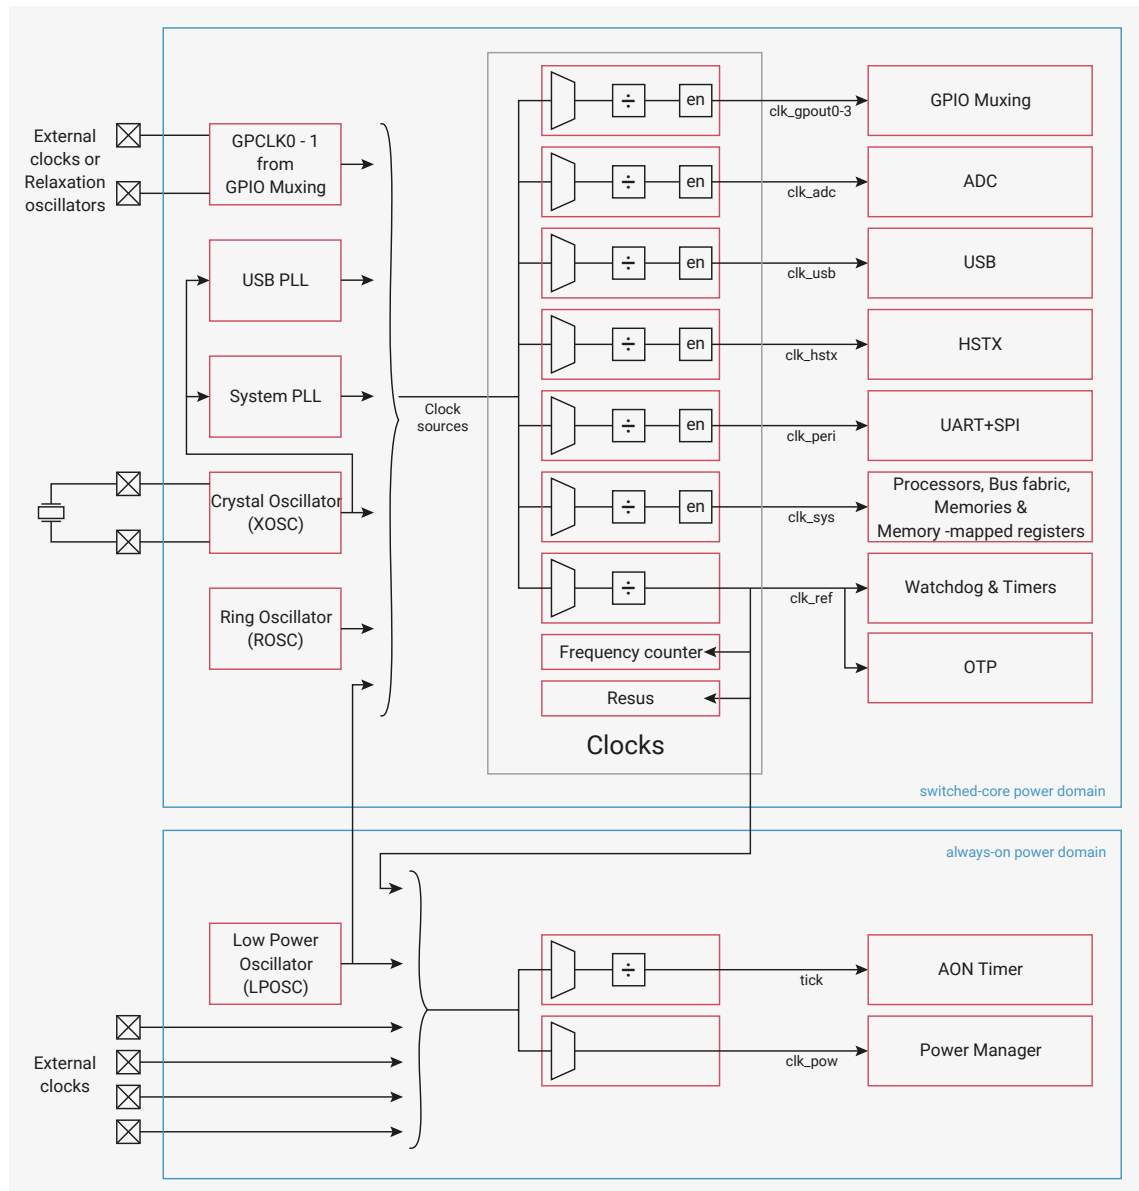 External
clocks or
Relaxation
oscillators
GPCLK0 - 1
from
GPIO Muxing
USB PLL
System PLL
Crystal Oscillator
(XOSC)
Ring Oscillator
(ROSC)
Clock
sources
÷
en
clk_gpout0-3
GPIO Muxing
÷
en
clk_adc
ADC
÷
en
clk_usb
USB
÷
en
clk_hstx
HSTX
÷
en
clk_peri
UART+SPI
÷
en
clk_sys
Processors, Bus fabric,
Memories &
Memory -mapped registers
÷
clk_ref
Watchdog & Timers
Frequency counter
OTP
Resus
Clocks
switched-core power domain
always-on power domain
Low Power
Oscillator
(LPOSC)
External
clocks
÷
tick
AON Timer
clk_pow
Power Manager